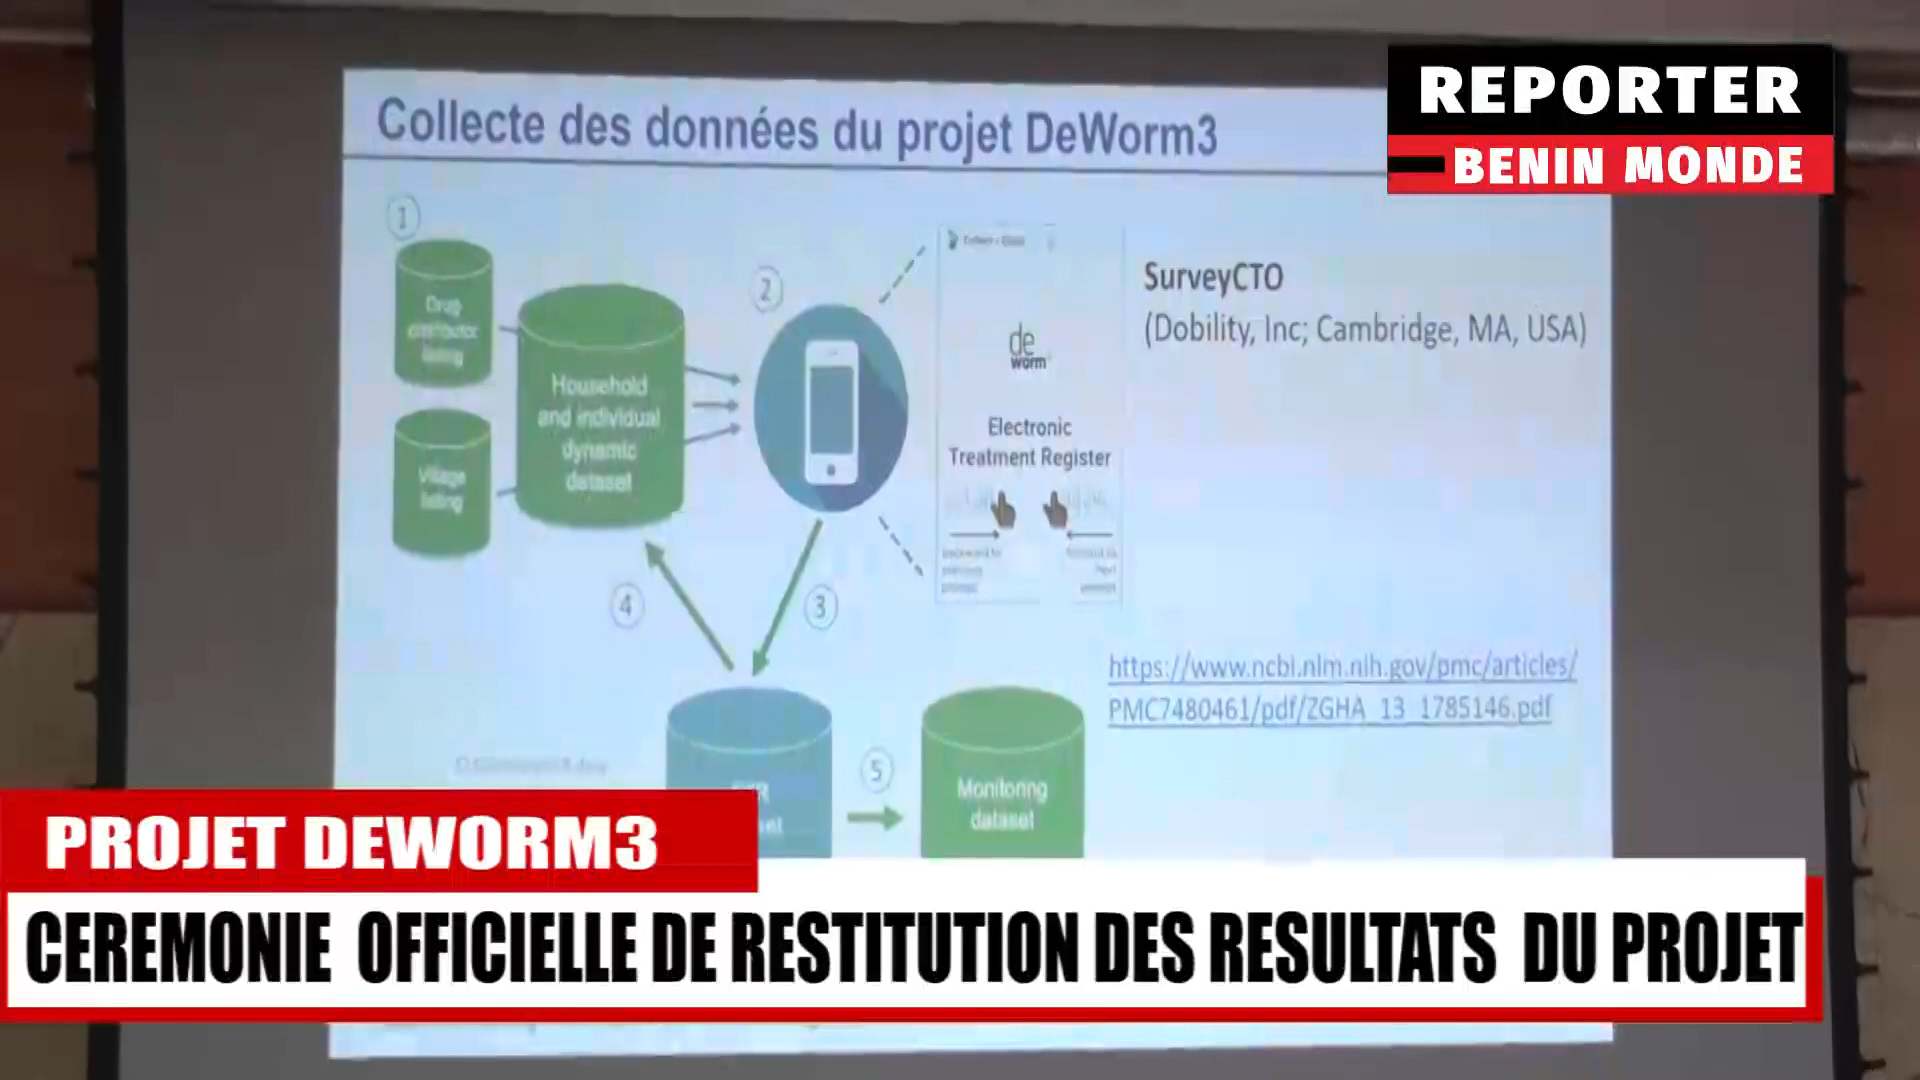 REPORTER
BENIN MONDE
Collecte des données du projet DeWorm3
1
Drug
distributor
listing
Household
and individual
dynamic
dataset
Village
listing
2
de
worm
Electronic
Treatment Register
SurveyCTO
(Dobility, Inc; Cambridge, MA, USA)
4
3
https://www.ncbi.nlm.nih.gov/pmc/articles/
PMC7480461/pdf/ZGHA_13_1785146.pdf
5
Monitoring
dataset
PROJET DEWORM3
CEREMONIE OFFICIELLE DE RESTITUTION DES RESULTATS DU PROJET